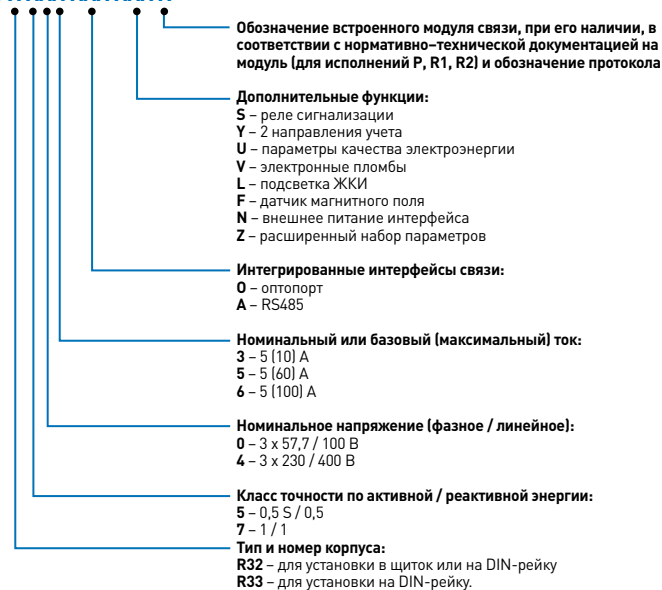 Обозначение встроенного модуля связи, при его наличии, в
соответствии с нормативно–технической документацией на
модуль (для исполнений P, R1, R2) и обозначение протокола
Дополнительные функции:
S – реле сигнализации
Y – 2 направления учета
U – параметры качества электроэнергии
V – электронные пломбы
L – подсветка ЖКИ
F – датчик магнитного поля
N – внешнее питание интерфейса
Z – расширенный набор параметров
Интегрированные интерфейсы связи:
O – оптопорт
A – RS485
Номинальный или базовый (максимальный) ток:
3 – 5 (10) А
5 – 5 (60) А
6 – 5 (100) А
Номинальное напряжение (фазное / линейное):
0 – 3 x 57,7 / 100 В
4 – 3 x 230 / 400 В
Класс точности по активной / реактивной энергии:
5 – 0,5 S / 0,5
7 – 1 / 1
Тип и номер корпуса:
R32 – для установки в щиток или на DIN-рейку
R33 – для установки на DIN-рейку.